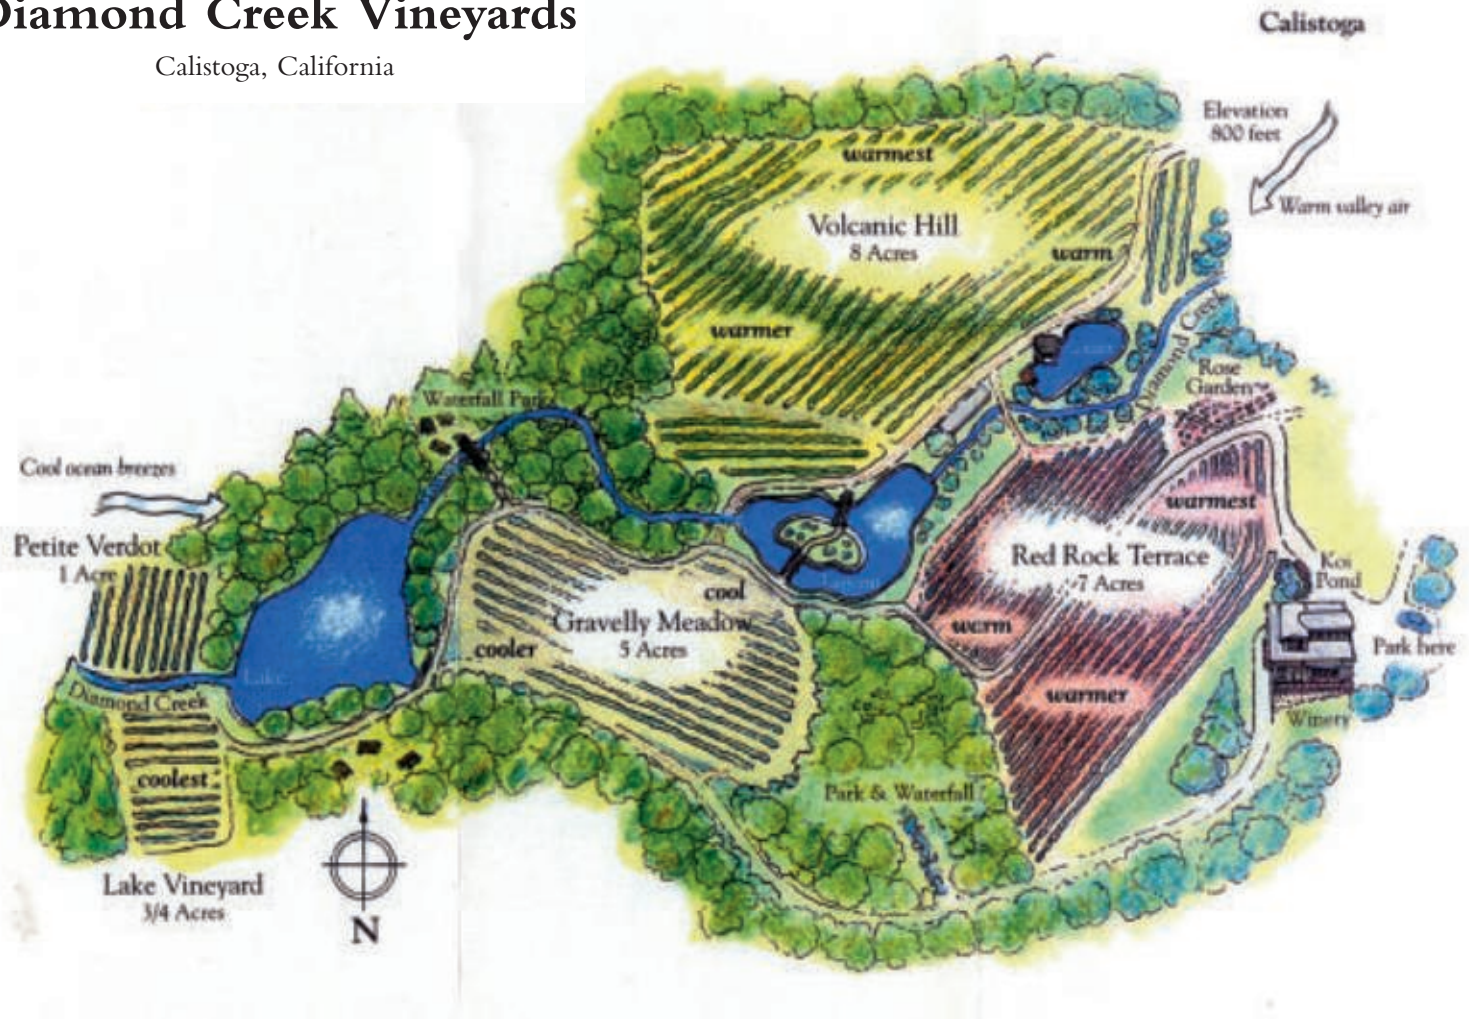 Diamond Creek Vineyards
Calistoga, California
Calistoga
Elevation
800 feet
Warm valley air
warmest
Volcanic Hill
8 Acres
warm
warmer
Diamond Creek
Rose
Garden
Waterfall Park
Cool ocean breezes
Petite Verdot
1 Acre
warmest
Red Rock Terrace
7 Acres
Koi
Pond
cool
Gravelly Meadow
5 Acres
cooler
warm
Park here
Lake
Diamond Creek
warmer
Winery
coolest
Park & Waterfall
Lake Vineyard
3/4 Acres
N